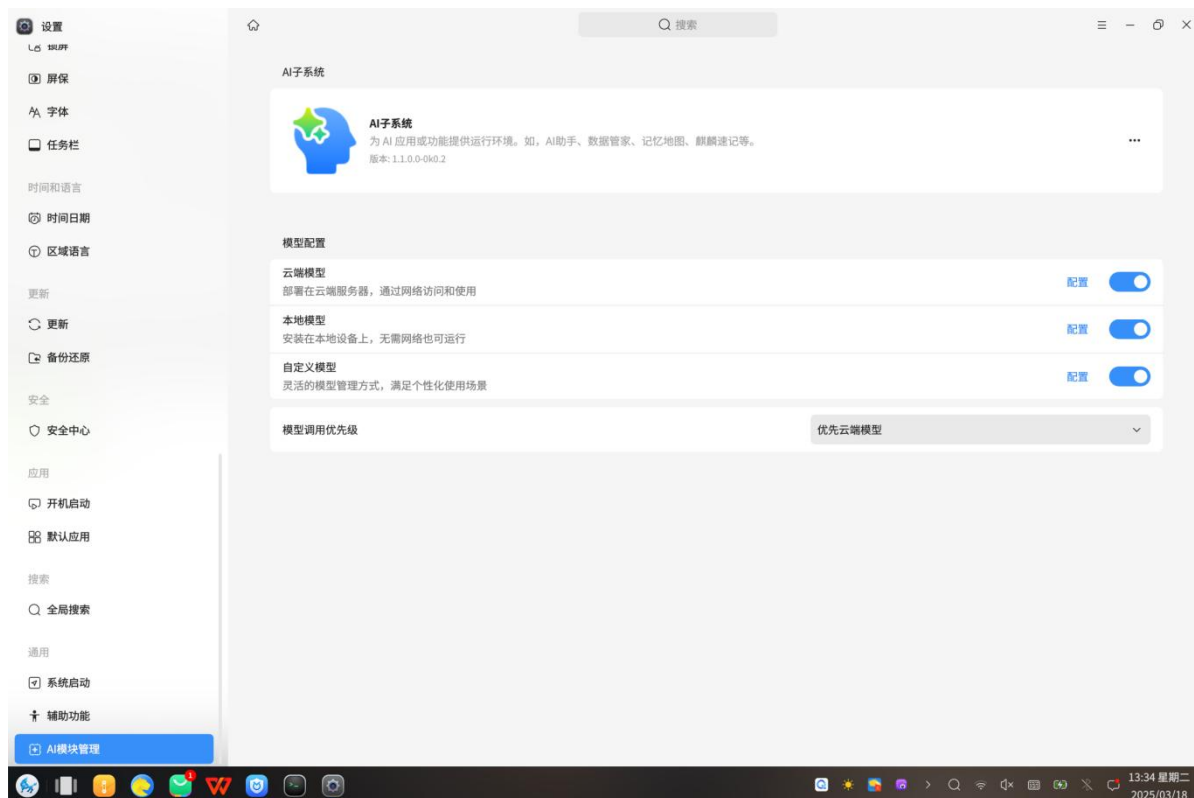 设置
搜索
锁屏
屏保
字体
任务栏
时间和语言
时间日期
区域语言
更新
更新
备份还原
安全
安全中心
应用
开机启动
默认应用
搜索
全局搜索
通用
系统启动
辅助功能
AI模块管理
AI子系统
AI子系统
为 AI 应用或功能提供运行环境。如，AI助手、数据管家、记忆地图、麒麟速记等。
版本: 1.1.0.0-0k0.2
模型配置
云端模型
部署在云端服务器，通过网络访问和使用
配置
本地模型
安装在本地设备上，无需网络也可运行
配置
自定义模型
灵活的模型管理方式，满足个性化使用场景
配置
模型调用优先级
优先云端模型
1
13:34 星期二
2025/03/18